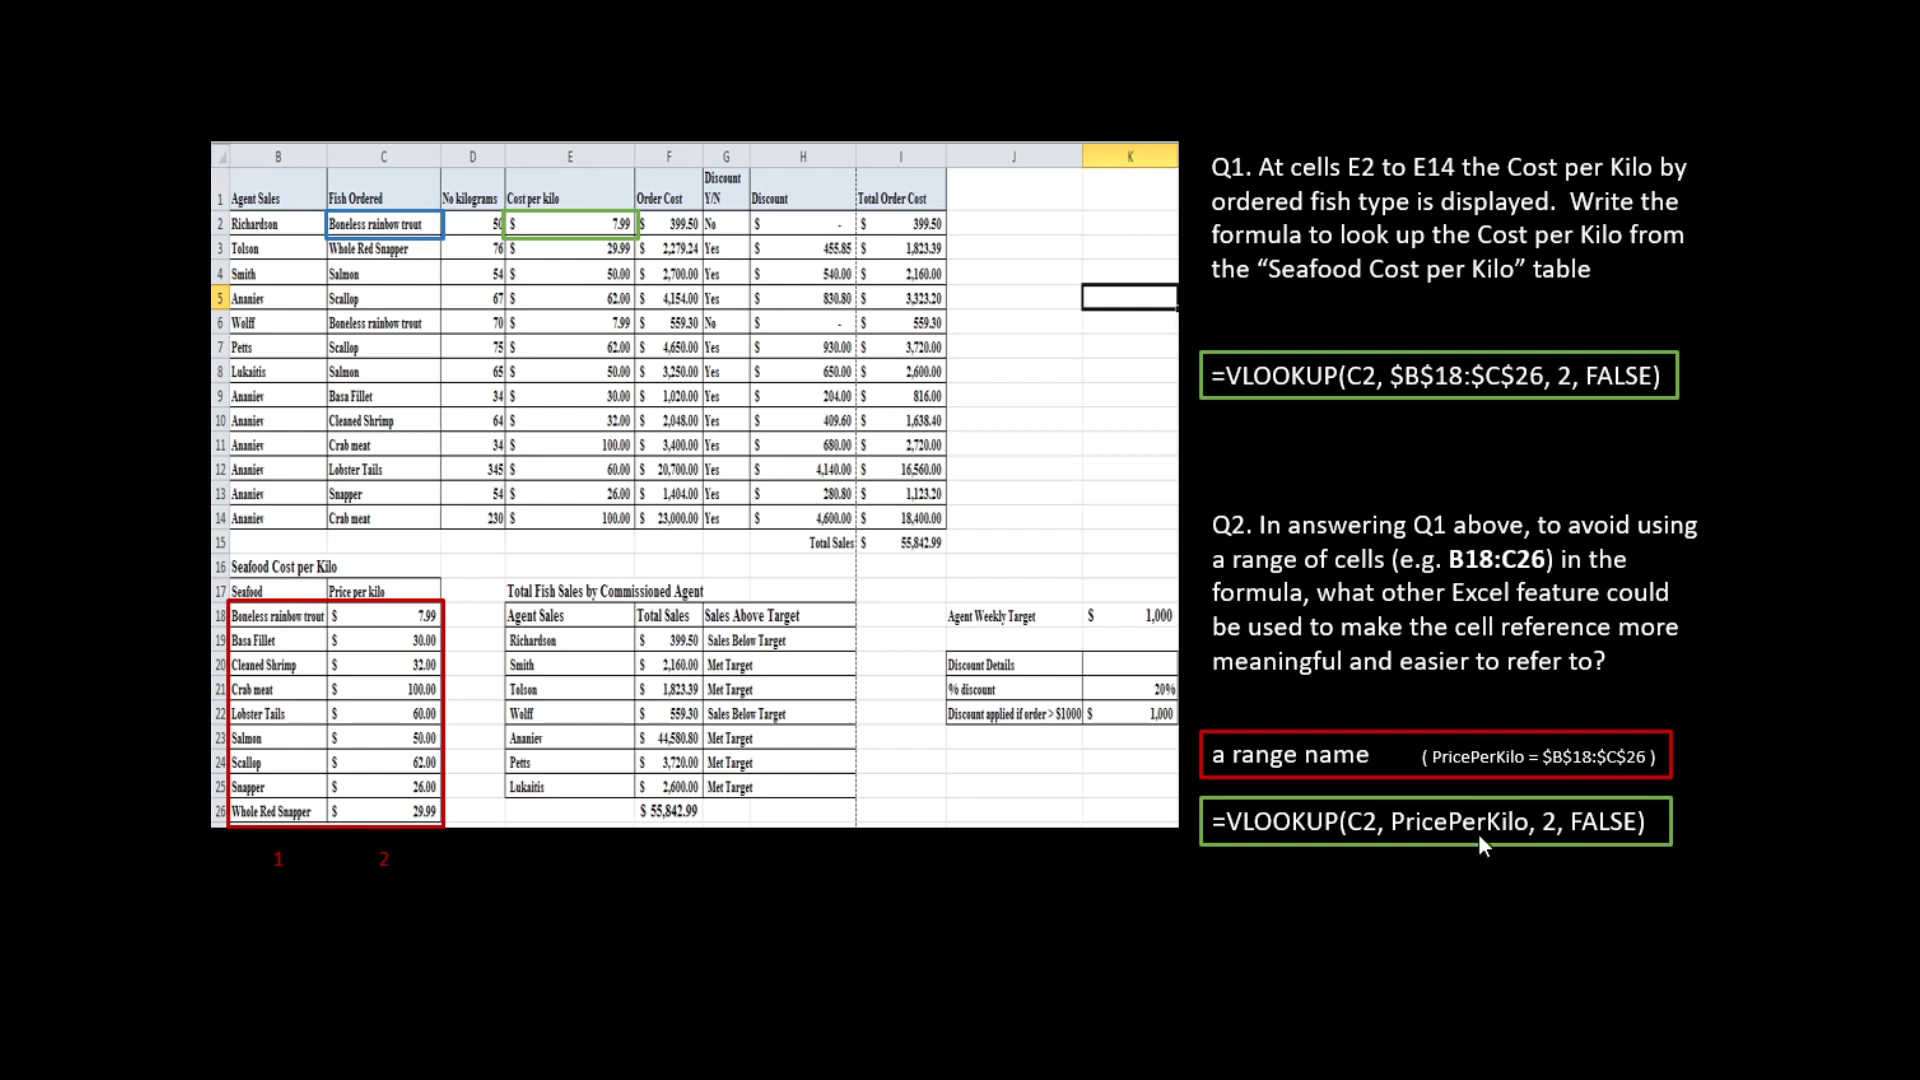 B C D E F G H I J K
1 Agent Sales Fish Ordered No kilograms Cost per kilo Order Cost Discount Y/N Discount Total Order Cost
2 Richardson Boneless rainbow trout 50 $ 7.99 $ 399.50 No $ - $ 399.50
3 Tolson Whole Red Snapper 76 $ 29.99 $ 2,279.24 Yes $ 455.85 $ 1,823.39
4 Smith Salmon 54 $ 50.00 $ 2,700.00 Yes $ 540.00 $ 2,160.00
5 Ananiev Scallop 67 $ 62.00 $ 4,154.00 Yes $ 830.80 $ 3,323.20
6 Wolff Boneless rainbow trout 70 $ 7.99 $ 559.30 No $ - $ 559.30
7 Petts Scallop 75 $ 62.00 $ 4,650.00 Yes $ 930.00 $ 3,720.00
8 Lukaitis Salmon 65 $ 50.00 $ 3,250.00 Yes $ 650.00 $ 2,600.00
9 Ananiev Basa Fillet 34 $ 30.00 $ 1,020.00 Yes $ 204.00 $ 816.00
10 Ananiev Cleaned Shrimp 64 $ 32.00 $ 2,048.00 Yes $ 409.60 $ 1,638.40
11 Ananiev Crab meat 34 $ 100.00 $ 3,400.00 Yes $ 680.00 $ 2,720.00
12 Ananiev Lobster Tails 345 $ 60.00 $ 20,700.00 Yes $ 4,140.00 $ 16,560.00
13 Ananiev Snapper 54 $ 26.00 $ 1,404.00 Yes $ 280.80 $ 1,123.20
14 Ananiev Crab meat 230 $ 100.00 $ 23,000.00 Yes $ 4,600.00 $ 18,400.00
15 Total Sales $ 55,842.99
16 Seafood Cost per Kilo
17 Seafood Price per kilo Total Fish Sales by Commissioned Agent
18 Boneless rainbow trout $ 7.99 Agent Sales Total Sales Sales Above Target Agent Weekly Target $ 1,000
19 Basa Fillet $ 30.00 Richardson $ 399.50 Sales Below Target
20 Cleaned Shrimp $ 32.00 Smith $ 2,160.00 Met Target Discount Details
21 Crab meat $ 100.00 Tolson $ 1,823.39 Met Target % discount 20%
22 Lobster Tails $ 60.00 Wolff $ 559.30 Sales Below Target Discount applied if order > $1000 $ 1,000
23 Salmon $ 50.00 Ananiev $ 44,580.80 Met Target
24 Scallop $ 62.00 Petts $ 3,720.00 Met Target
25 Snapper $ 26.00 Lukaitis $ 2,600.00 Met Target
26 Whole Red Snapper $ 29.99 $ 55,842.99
1 2
Q1. At cells E2 to E14 the Cost per Kilo by
ordered fish type is displayed. Write the
formula to look up the Cost per Kilo from
the “Seafood Cost per Kilo” table
=VLOOKUP(C2, $B$18:$C$26, 2, FALSE)
Q2. In answering Q1 above, to avoid using
a range of cells (e.g. B18:C26) in the
formula, what other Excel feature could
be used to make the cell reference more
meaningful and easier to refer to?
a range name ( PricePerKilo = $B$18:$C$26 )
=VLOOKUP(C2, PricePerKilo, 2, FALSE)